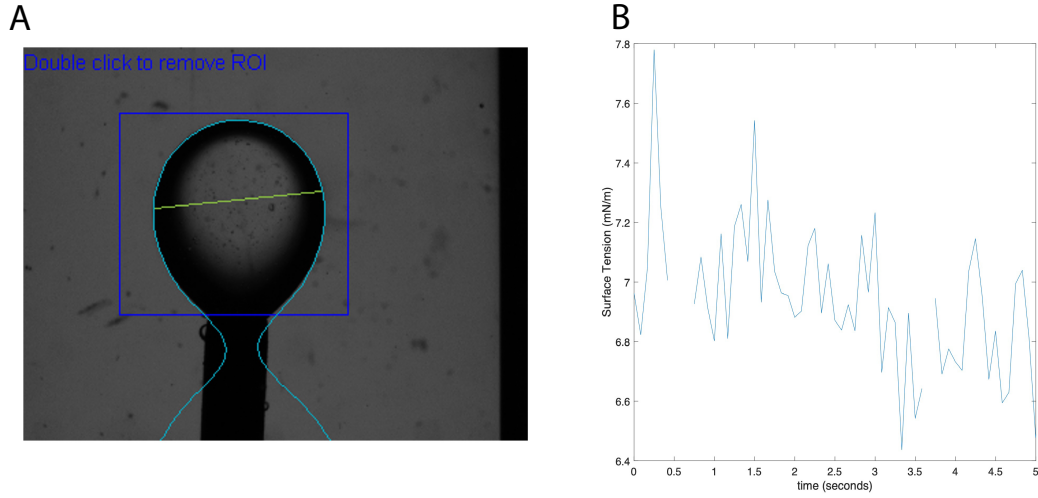 A
Double click to remove ROI
B
Surface Tension (mN/m)
7.8
7.6
7.4
7.2
7
6.8
6.6
6.4
0 0.5 1 1.5 2 2.5 3 3.5 4 4.5 5
time (seconds)